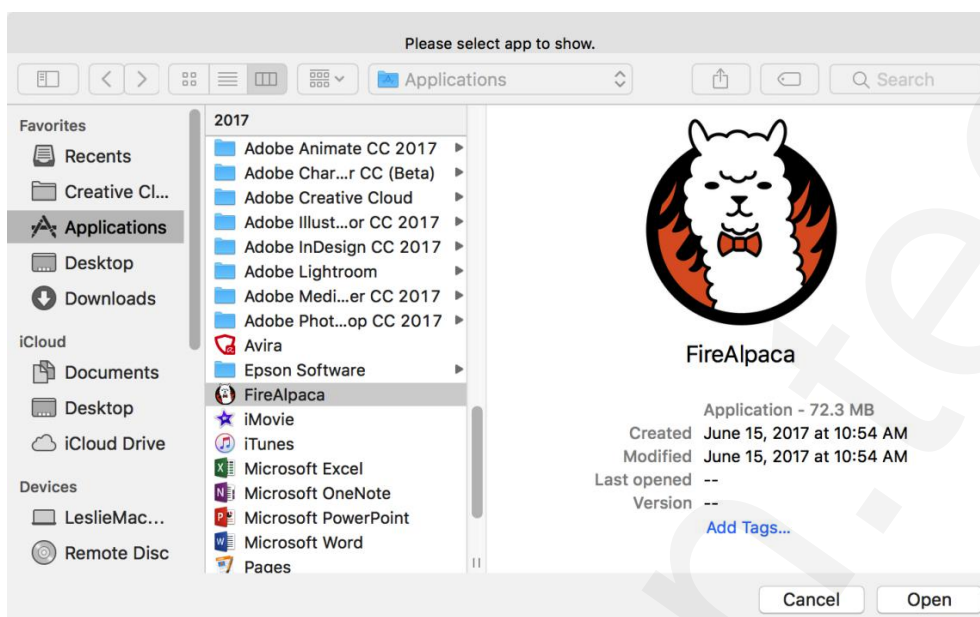 Please select app to show.
Applications
Search
Favorites
Recents
Creative Cl...
Applications
Desktop
Downloads
iCloud
Documents
Desktop
iCloud Drive
Devices
LeslieMac...
Remote Disc
2017
Adobe Animate CC 2017
Adobe Char...r CC (Beta)
Adobe Creative Cloud
Adobe Illust...or CC 2017
Adobe InDesign CC 2017
Adobe Lightroom
Adobe Medi...er CC 2017
Adobe Phot...op CC 2017
Avira
Epson Software
FireAlpaca
iMovie
iTunes
Microsoft Excel
Microsoft OneNote
Microsoft PowerPoint
Microsoft Word
Pages
FireAlpaca
Application - 72.3 MB
Created June 15, 2017 at 10:54 AM
Modified June 15, 2017 at 10:54 AM
Last opened --
Version --
Add Tags...
Cancel
Open